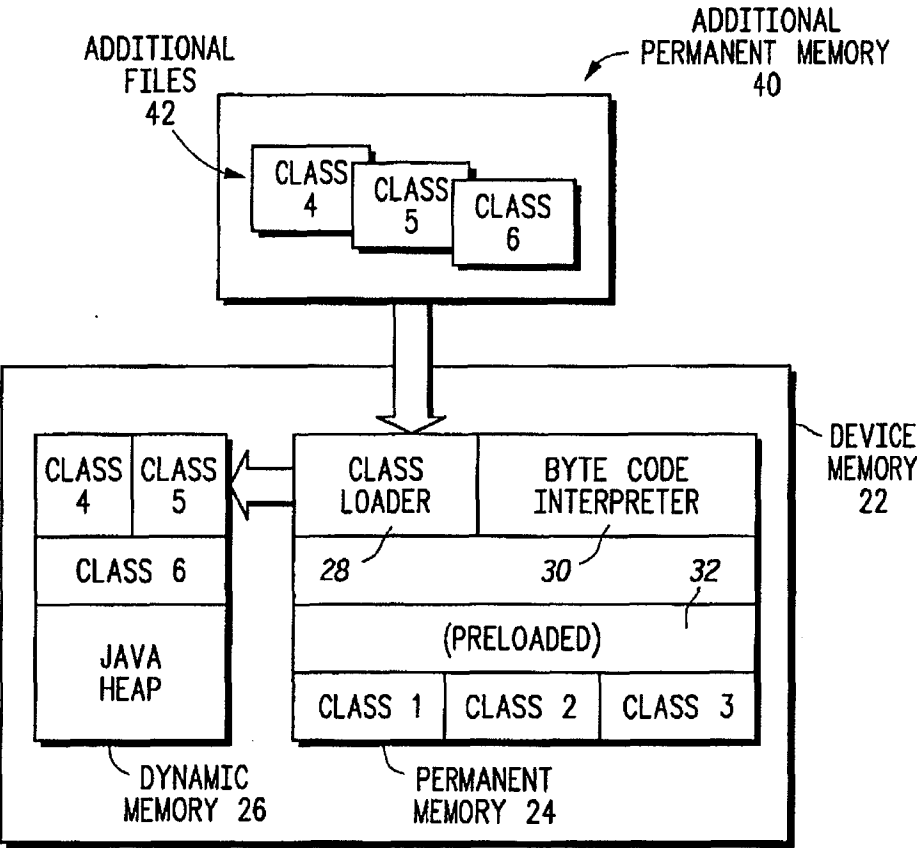 ADDITIONAL
PERMANENT MEMORY
40
ADDITIONAL
FILES
42
CLASS
4
CLASS
5
CLASS
6
DEVICE
MEMORY
22
CLASS
4
CLASS
5
CLASS 6
JAVA
HEAP
CLASS
LOADER
BYTE CODE
INTERPRETER
28
30
32
(PRELOADED)
CLASS 1
CLASS 2
CLASS 3
DYNAMIC
MEMORY 26
PERMANENT
MEMORY 24